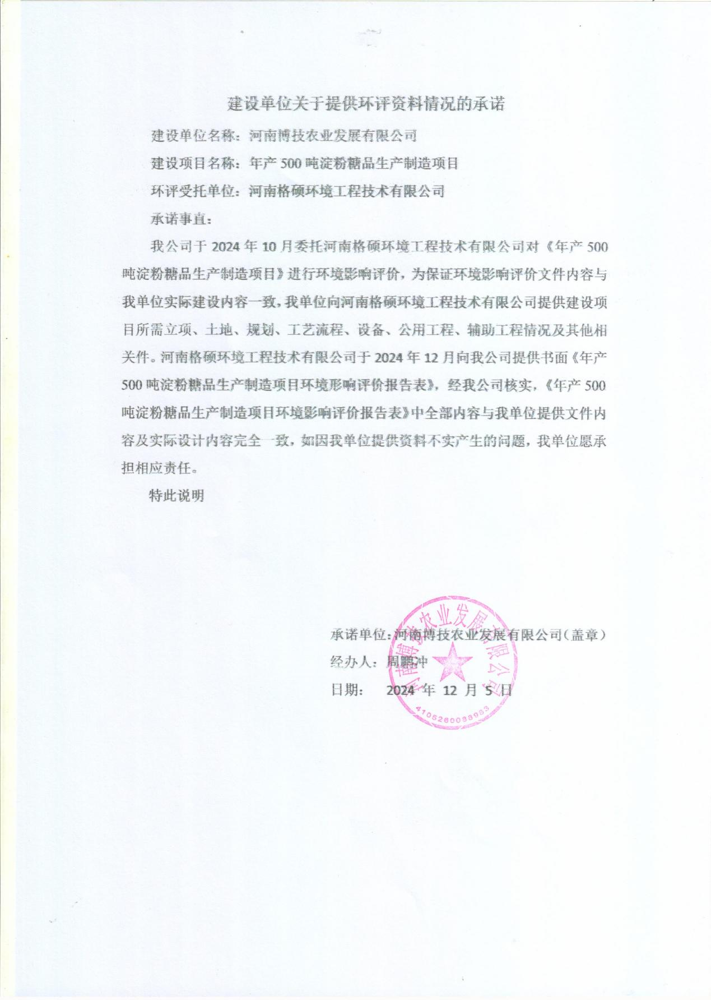 建设单位关于提供环评资料情况的承诺
建设单位名称：河南博技农业发展有限公司
建设项目名称：年产 500 吨淀粉糖品生产制造项目
环评受托单位：河南格硕环境工程技术有限公司
承诺事直：
我公司于 2024 年 10 月委托河南格硕环境工程技术有限公司对《年产 500
吨淀粉糖品生产制造项目》进行环境影响评价，为保证环境影响评价文件内容与
我单位实际建设内容一致，我单位向河南格硕环境工程技术有限公司提供建设项
目所需立项、土地、规划、工艺流程、设备、公用工程、辅助工程情况及其他相
关件。河南格硕环境工程技术有限公司于 2024 年 12 月向我公司提供书面《年产
500 吨淀粉糖品生产制造项目环境形响评价报告表》，经我公司核实，《年产 500
吨淀粉糖品生产制造项目环境影响评价报告表》中全部内容与我单位提供文件内
容及实际设计内容完全一致，如因我单位提供资料不实产生的问题，我单位愿承
担相应责任。
特此说明
承诺单位：河南博技农业发展有限公司（盖章）
经办人：周鹏冲
日期： 2024 年 12 月 5 日
河南博技农业发展有限公司
4105260088983